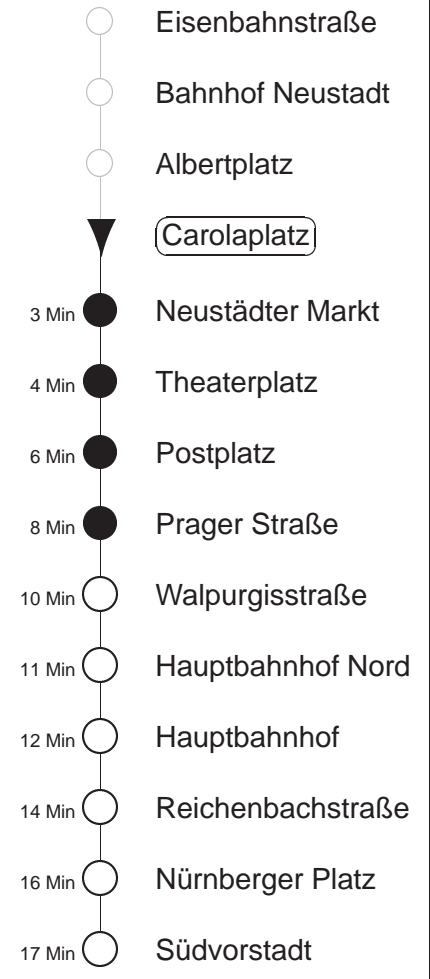 Eisenbahnstraße
Bahnhof Neustadt
Albertplatz
Carolaplatz
3 Min Neustädter Markt
4 Min Theaterplatz
6 Min Postplatz
8 Min Prager Straße
10 Min Walpurgisstraße
11 Min Hauptbahnhof Nord
12 Min Hauptbahnhof
14 Min Reichenbachstraße
16 Min Nürnberger Platz
17 Min Südvorstadt